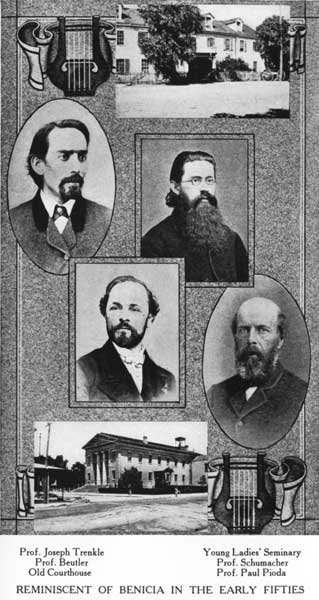 Prof. Joseph Trenkle
Prof. Beutler
Old Courthouse
Young Ladies' Seminary
Prof. Schumacher
Prof. Paul Pioda
REMINISCENT OF BENICIA IN THE EARLY FIFTIES